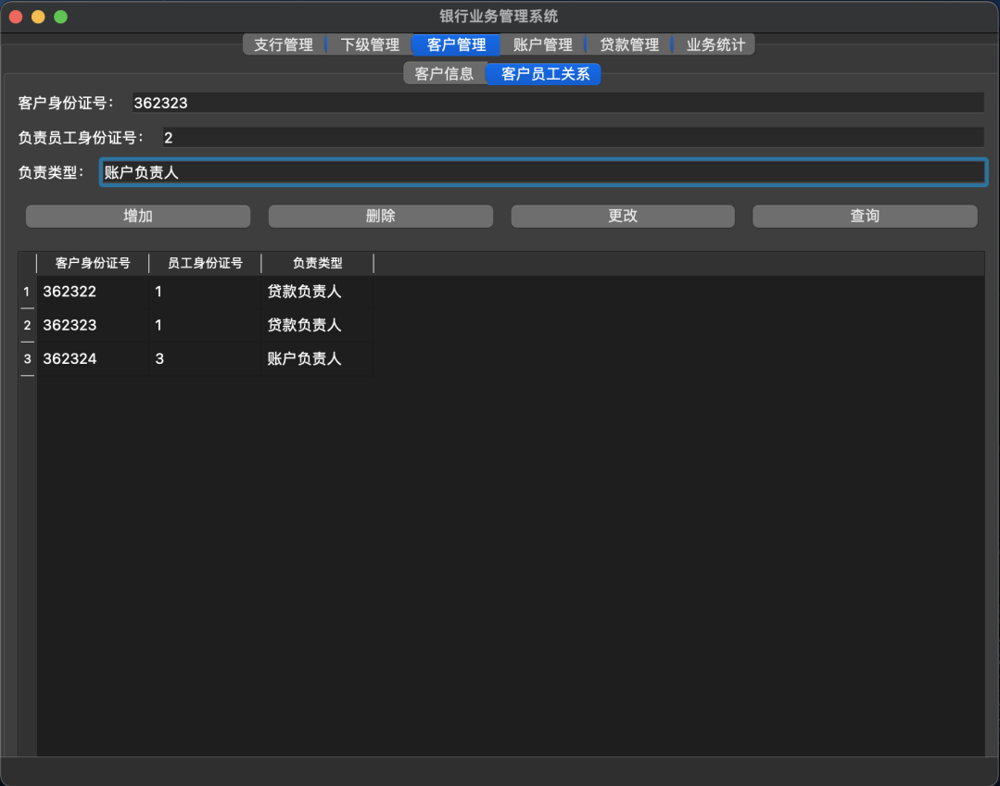 银行业务管理系统
支行管理 下级管理 客户管理 账户管理 贷款管理 业务统计
客户信息 客户员工关系
客户身份证号： 362323
负责员工身份证号： 2
负责类型： 账户负责人
增加 删除 更改 查询
客户身份证号 员工身份证号 负责类型
1 362322 1 贷款负责人
2 362323 1 贷款负责人
3 362324 3 账户负责人